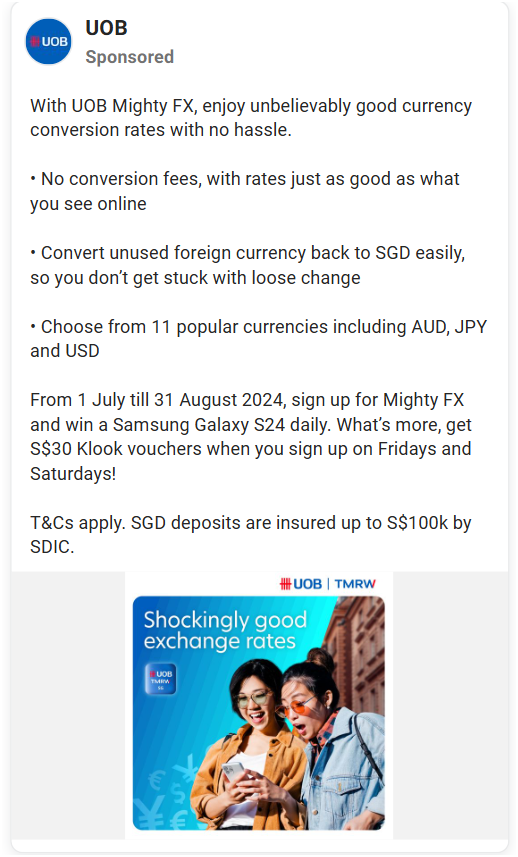 UOB
UOB
Sponsored
With UOB Mighty FX, enjoy unbelievably good currency
conversion rates with no hassle.
• No conversion fees, with rates just as good as what
you see online
• Convert unused foreign currency back to SGD easily,
so you don’t get stuck with loose change
• Choose from 11 popular currencies including AUD, JPY
and USD
From 1 July till 31 August 2024, sign up for Mighty FX
and win a Samsung Galaxy S24 daily. What’s more, get
S$30 Klook vouchers when you sign up on Fridays and
Saturdays!
T&Cs apply. SGD deposits are insured up to S$100k by
SDIC.
UOB | TMRW
Shockingly good
exchange rates
UOB
TMRW
SG